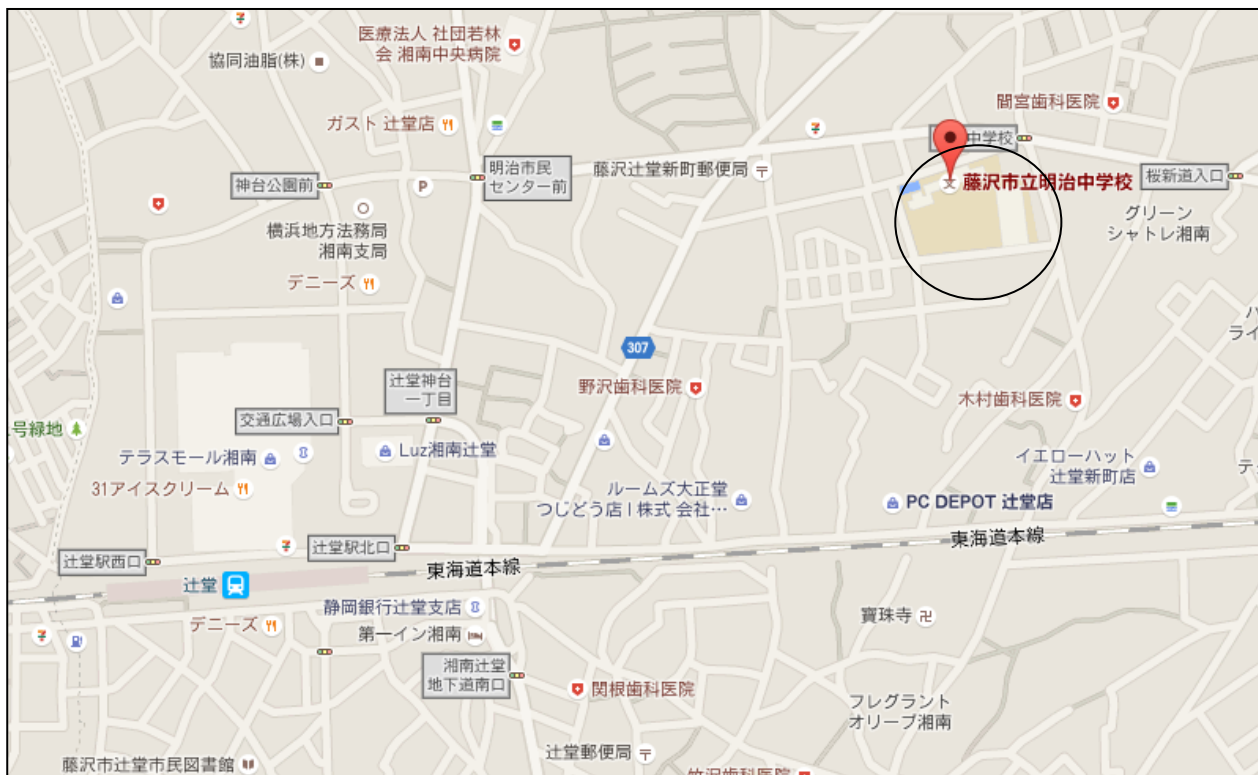 医療法人 社団若林
会 湘南中央病院
協同油脂(株)
間宮歯科医院
ガスト 辻堂店
中学校
明治市民
センター前
藤沢辻堂新町郵便局
神台公園前
P
藤沢市立明治中学校
桜新道入口
グリーン
シャトレ湘南
横浜地方法務局
湘南支局
デニーズ
ハ
ライ
307
辻堂神台
一丁目
野沢歯科医院
木村歯科医院
交通広場入口
号緑地
テラスモール湘南
Luz湘南辻堂
イエローハット
辻堂新町店
テ
31アイスクリーム
ルームズ大正堂
つじどう店 | 株式 会社…
PC DEPOT 辻堂店
辻堂駅西口
辻堂駅北口
東海道本線
東海道本線
辻堂
静岡銀行辻堂支店
デニーズ
第一イン湘南
寶珠寺
湘南辻堂
地下道南口
関根歯科医院
フレグラント
オリーブ湘南
辻堂郵便局
藤沢市辻堂市民図書館
竹沢歯科医院